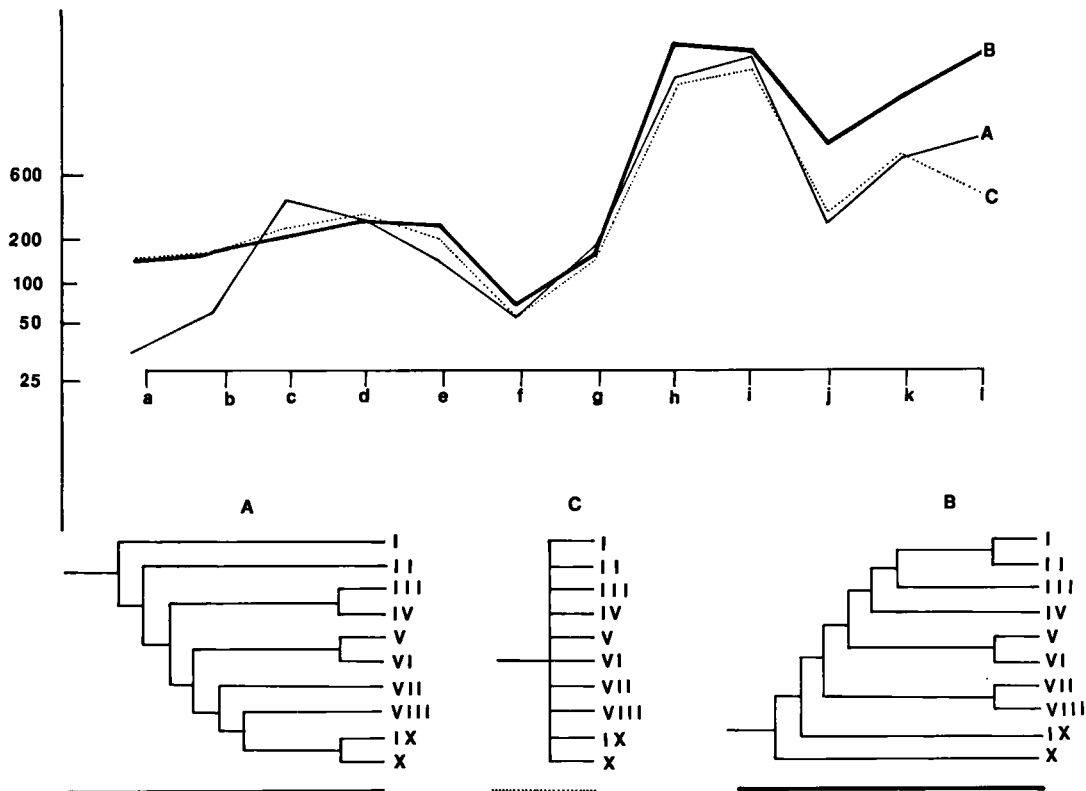 B
A
600
C
200
100
50
25
a b c d e f g h i j k l
A C B
I
II
III
IV
V
VI
VII
VIII
IX
X
I
II
III
IV
V
VI
VII
VIII
IX
X
I
II
III
IV
V
VI
VII
VIII
IX
X